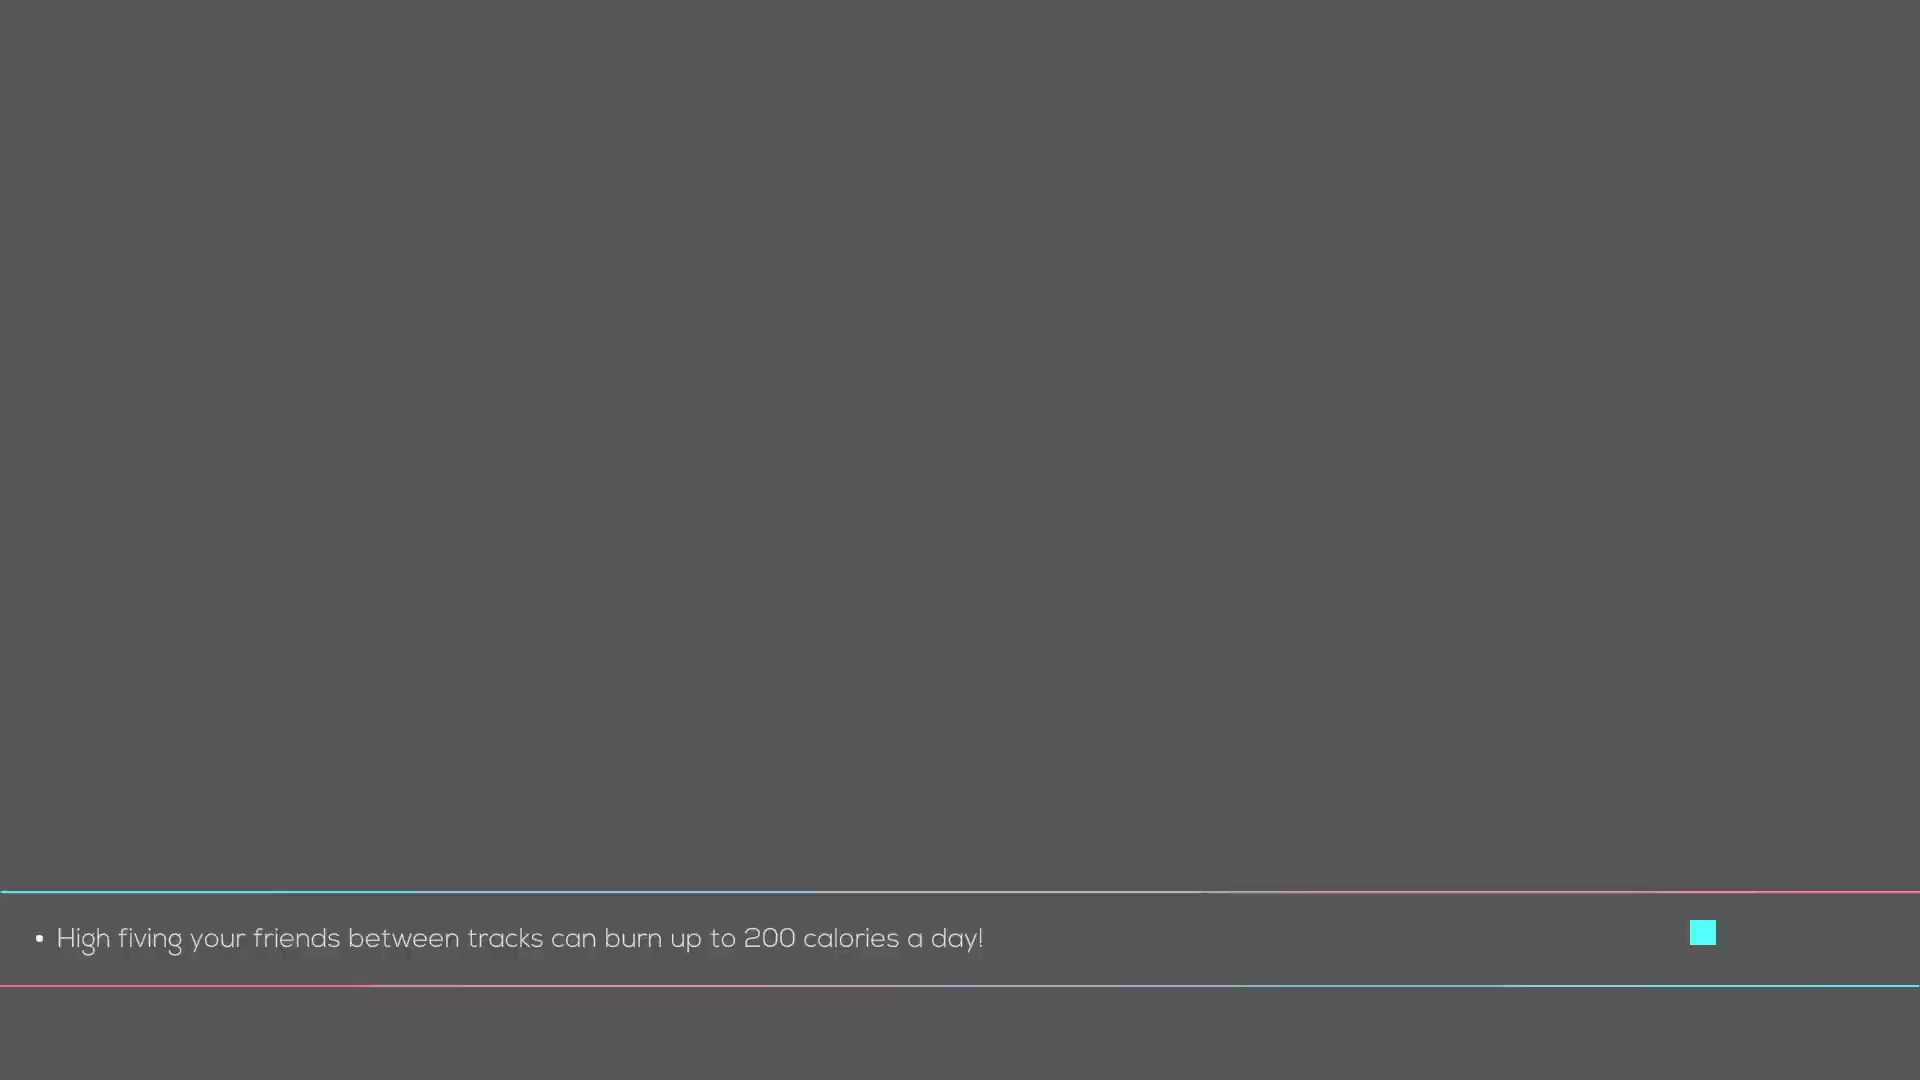 • High fiving your friends between tracks can burn up to 200 calories a day!